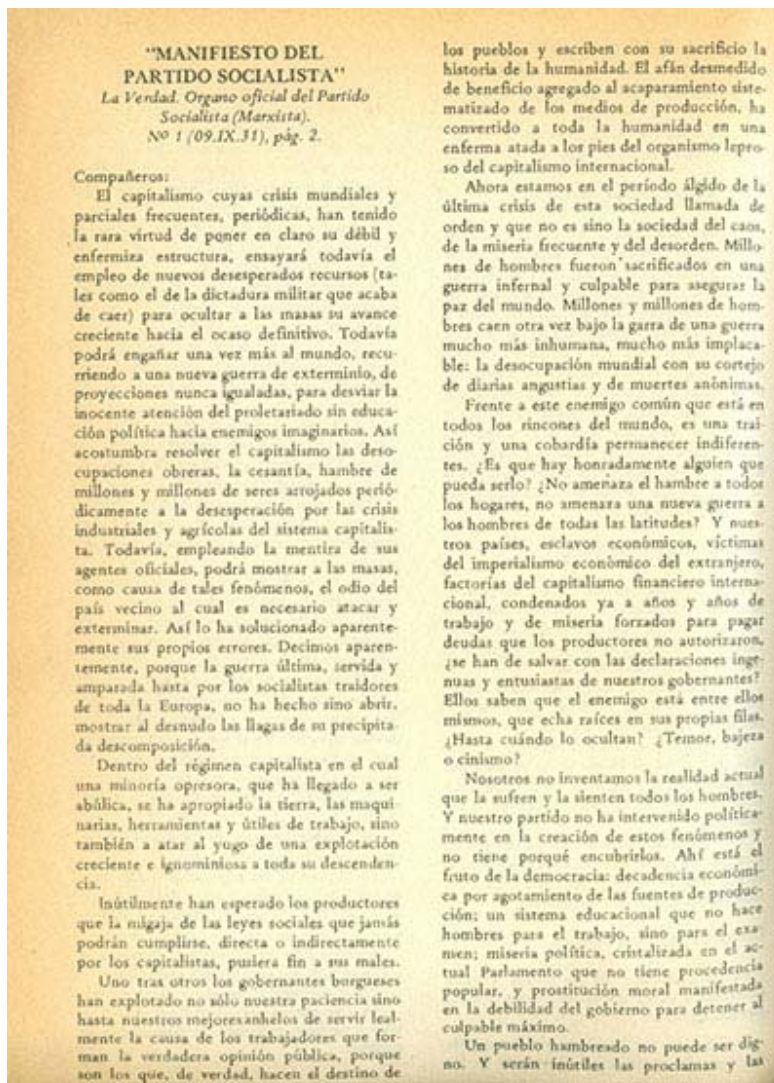 "MANIFIESTO DEL
PARTIDO SOCIALISTA"
La Verdad. Organo oficial del Partido
Socialista (Marxista).
Nº 1 (09.IX.31), pág. 2.
Compañeros:
El capitalismo cuyas crisis mundiales y
parciales frecuentes, periódicas, han tenido
la rara virtud de poner en claro su débil y
enfermiza estructura, ensayará todavía el
empleo de nuevos desesperados recursos (ta-
les como el de la dictadura militar que acaba
de caer) para ocultar a las masas su avance
creciente hacia el ocaso definitivo. Todavía
podrá engañar una vez más al mundo, recu-
rriendo a una nueva guerra de exterminio, de
proyecciones nunca igualadas, para desviar la
inocente atención del proletariado sin educa-
ción política hacia enemigos imaginarios. Así
acostumbra resolver el capitalismo las deso-
cupaciones obreras, la cesantía, hambre de
millones y millones de seres arrojados perió-
dicamente a la desesperación por las crisis
industriales y agrícolas del sistema capitalis-
ta. Todavía, empleando la mentira de sus
agentes oficiales, podrá mostrar a las masas,
como causa de tales fenómenos, el odio del
país vecino al cual es necesario atacar y
exterminar. Así lo ha solucionado aparente-
mente sus propios errores. Decimos aparen-
temente, porque la guerra última, servida y
amparada hasta por los socialistas traidores
de toda la Europa, no ha hecho sino abrir,
mostrar al desnudo las llagas de su precipita-
da descomposición.
Dentro del régimen capitalista en el cual
una minoría opresora, que ha llegado a ser
abúlica, se ha apropiado la tierra, las maqui-
narias, herramientas y útiles de trabajo, sino
también a atar al yugo de una explotación
creciente e ignominiosa a toda su descenden-
cia.
Inútilmente han esperado los productores
que la migaja de las leyes sociales que jamás
podrán cumplirse, directa o indirectamente
por los capitalistas, pusiera fin a sus males.
Uno tras otros los gobernantes burgueses
han explotado no sólo nuestra paciencia sino
hasta nuestros mejores anhelos de servir leal-
mente la causa de los trabajadores que for-
man la verdadera opinión pública, porque
son los que, de verdad, hacen el destino de
los pueblos y escriben con su sacrificio la
historia de la humanidad. El afán desmedido
de beneficio agregado al acaparamiento siste-
matizado de los medios de producción, ha
convertido a toda la humanidad en una
enferma atada a los pies del organismo lepro-
so del capitalismo internacional.
Ahora estamos en el período álgido de la
última crisis de esta sociedad llamada de
orden y que no es sino la sociedad del caos,
de la miseria frecuente y del desorden. Millo-
nes de hombres fueron sacrificados en una
guerra infernal y culpable para asegurar la
paz del mundo. Millones y millones de hom-
bres caen otra vez bajo la garra de una guerra
mucho más inhumana, mucho más implaca-
ble: la desocupación mundial con su cortejo
de diarias angustias y de muertes anónimas.
Frente a este enemigo común que está en
todos los rincones del mundo, es una trai-
ción y una cobardía permanecer indiferen-
tes. ¿Es que hay honradamente alguien que
pueda serlo? ¿No amenaza el hambre a todos
los hogares, no amenaza una nueva guerra a
los hombres de todas las latitudes? Y nues-
tros países, esclavos económicos, víctimas
del imperialismo económico del extranjero,
factorías del capitalismo financiero interna-
cional, condenados ya a años y años de
trabajo y de miseria forzados para pagar
deudas que los productores no autorizaron,
¿se han de salvar con las declaraciones inge-
nuas y entusiastas de nuestros gobernantes?
Ellos saben que el enemigo está entre ellos
mismos, que echa raíces en sus propias filas.
¿Hasta cuándo lo ocultan? ¿Temor, bajeza
o cinismo?
Nosotros no inventamos la realidad actual
que la sufren y la sienten todos los hombres.
Y nuestro partido no ha intervenido política-
mente en la creación de estos fenómenos y
no tiene porqué encubrirlos. Ahí está el
fruto de la democracia: decadencia económi-
ca por agotamiento de las fuentes de produc-
ción; un sistema educacional que no hace
hombres para el trabajo, sino para el exa-
men; miseria política, cristalizada en el ac-
tual Parlamento que no tiene procedencia
popular, y prostitución moral manifestada
en la debilidad del gobierno para detener al
culpable máximo.
Un pueblo hambreado no puede ser dig-
no. Y serán inútiles las proclamas y las